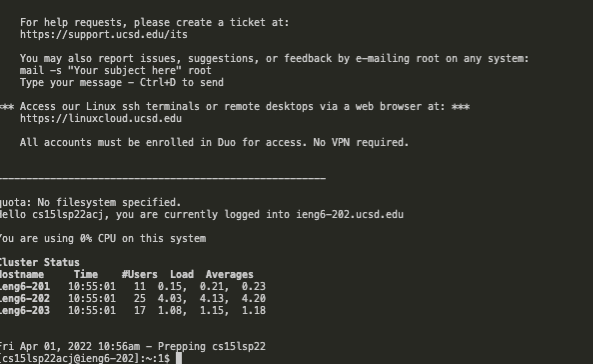 For help requests, please create a ticket at:
https://support.ucsd.edu/its
You may also report issues, suggestions, or feedback by e-mailing root on any system:
mail -s "Your subject here" root
Type your message - Ctrl+D to send
*** Access our Linux ssh terminals or remote desktops via a web browser at: ***
https://linuxcloud.ucsd.edu
All accounts must be enrolled in Duo for access. No VPN required.
quota: No filesystem specified.
Hello cs15lsp22acj, you are currently logged into ieng6-202.ucsd.edu
You are using 0% CPU on this system
Cluster Status
Hostname Time #Users Load Averages
ieng6-201 10:55:01 11 0.15, 0.21, 0.23
ieng6-202 10:55:01 25 4.03, 4.13, 4.20
ieng6-203 10:55:01 17 1.08, 1.15, 1.18
Fri Apr 01, 2022 10:56am - Prepping cs15lsp22
[cs15lsp22acj@ieng6-202]:~:1$